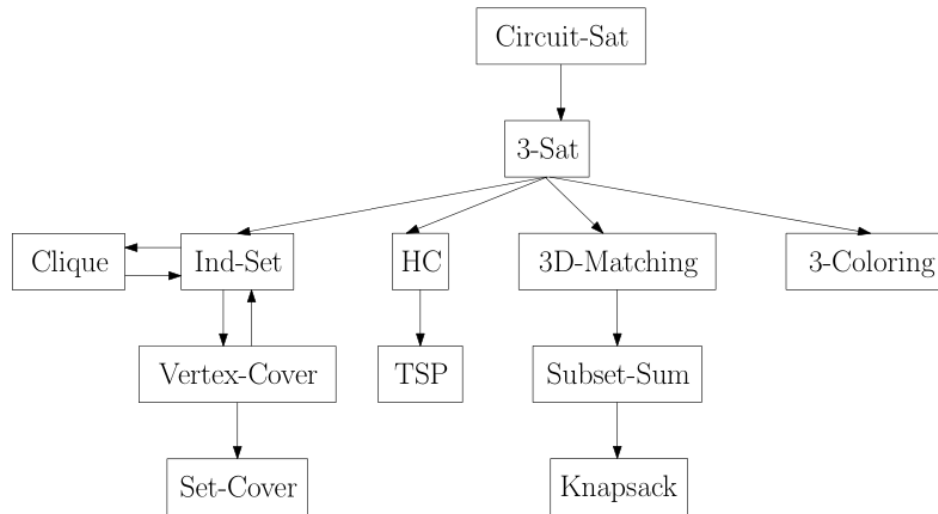 Circuit-Sat
3-Sat
Clique
Ind-Set
HC
3D-Matching
3-Coloring
Vertex-Cover
TSP
Subset-Sum
Set-Cover
Knapsack